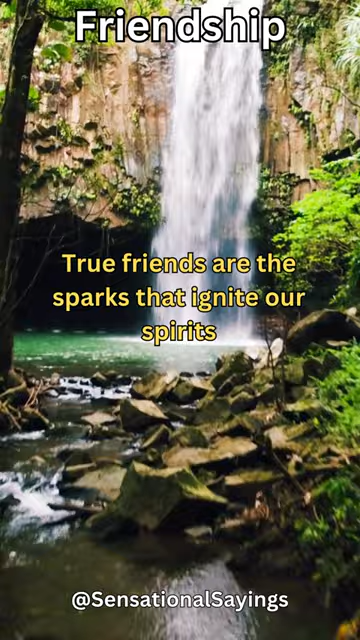 Friendship
True friends are the
sparks that ignite our
spirits
@SensationalSayings